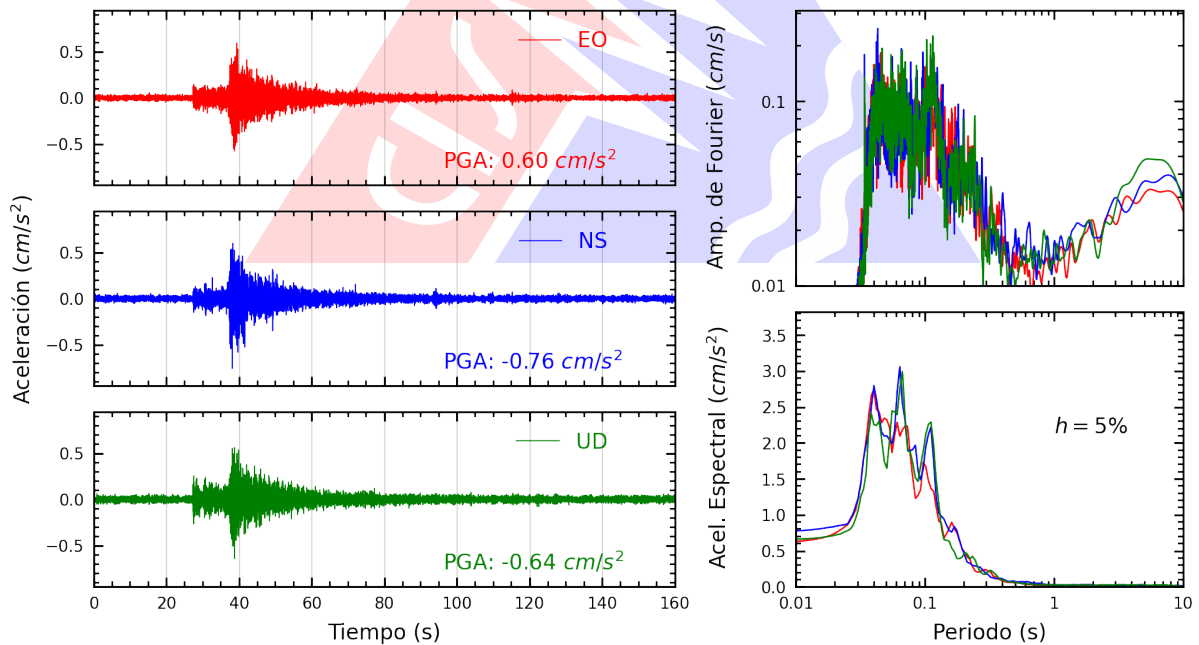 Aceleración (cm/s²)
0.5
0.0
−0.5
EO
PGA: 0.60 cm/s²
0.5
0.0
−0.5
NS
PGA: -0.76 cm/s²
0.5
0.0
−0.5
UD
PGA: -0.64 cm/s²
0 20 40 60 80 100 120 140 160
Tiempo (s)
Amp. de Fourier (cm/s)
0.1
0.01
Acel. Espectral (cm/s²)
3.5
3.0
2.5
2.0
1.5
1.0
0.5
0.0
h = 5%
0.01 0.1 1 10
Periodo (s)